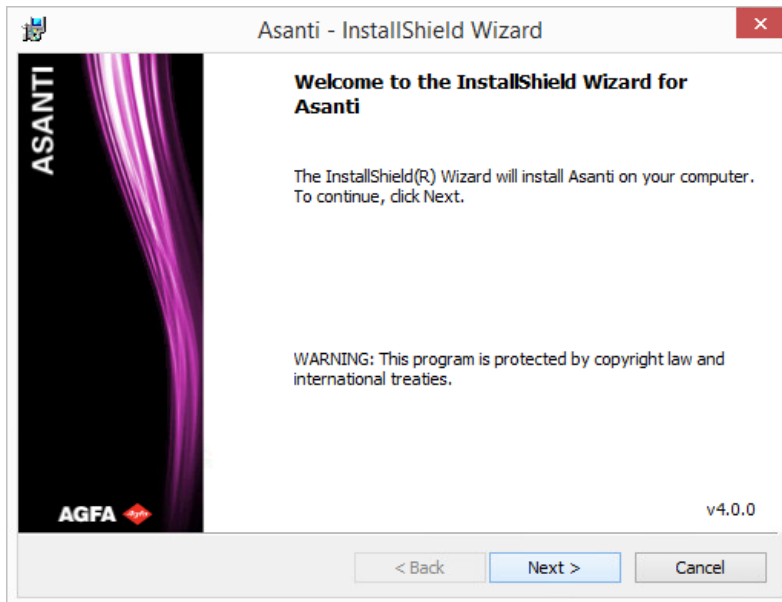 Asanti - InstallShield Wizard
ASANTI
Welcome to the InstallShield Wizard for
Asanti
The InstallShield(R) Wizard will install Asanti on your computer.
To continue, click Next.
WARNING: This program is protected by copyright law and
international treaties.
AGFA
v4.0.0
< Back
Next >
Cancel